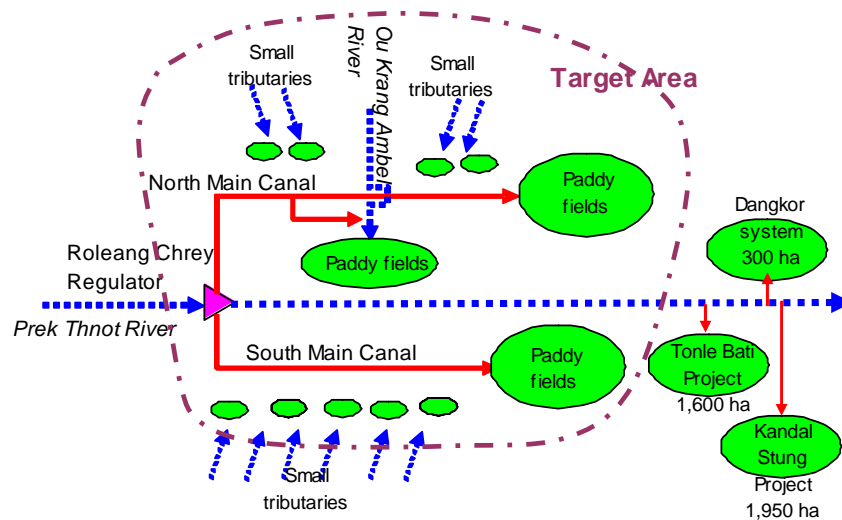 Small
tributaries
Ou Krang Ambel
River
Small
tributaries
Target Area
North Main Canal
Paddy
fields
Dangkor
system
300 ha
Roleang Chrey
Regulator
Paddy fields
Prek Thnot River
South Main Canal
Paddy
fields
Tonle Bati
Project
1,600 ha
Kandal
Stung
Project
1,950 ha
Small
tributaries